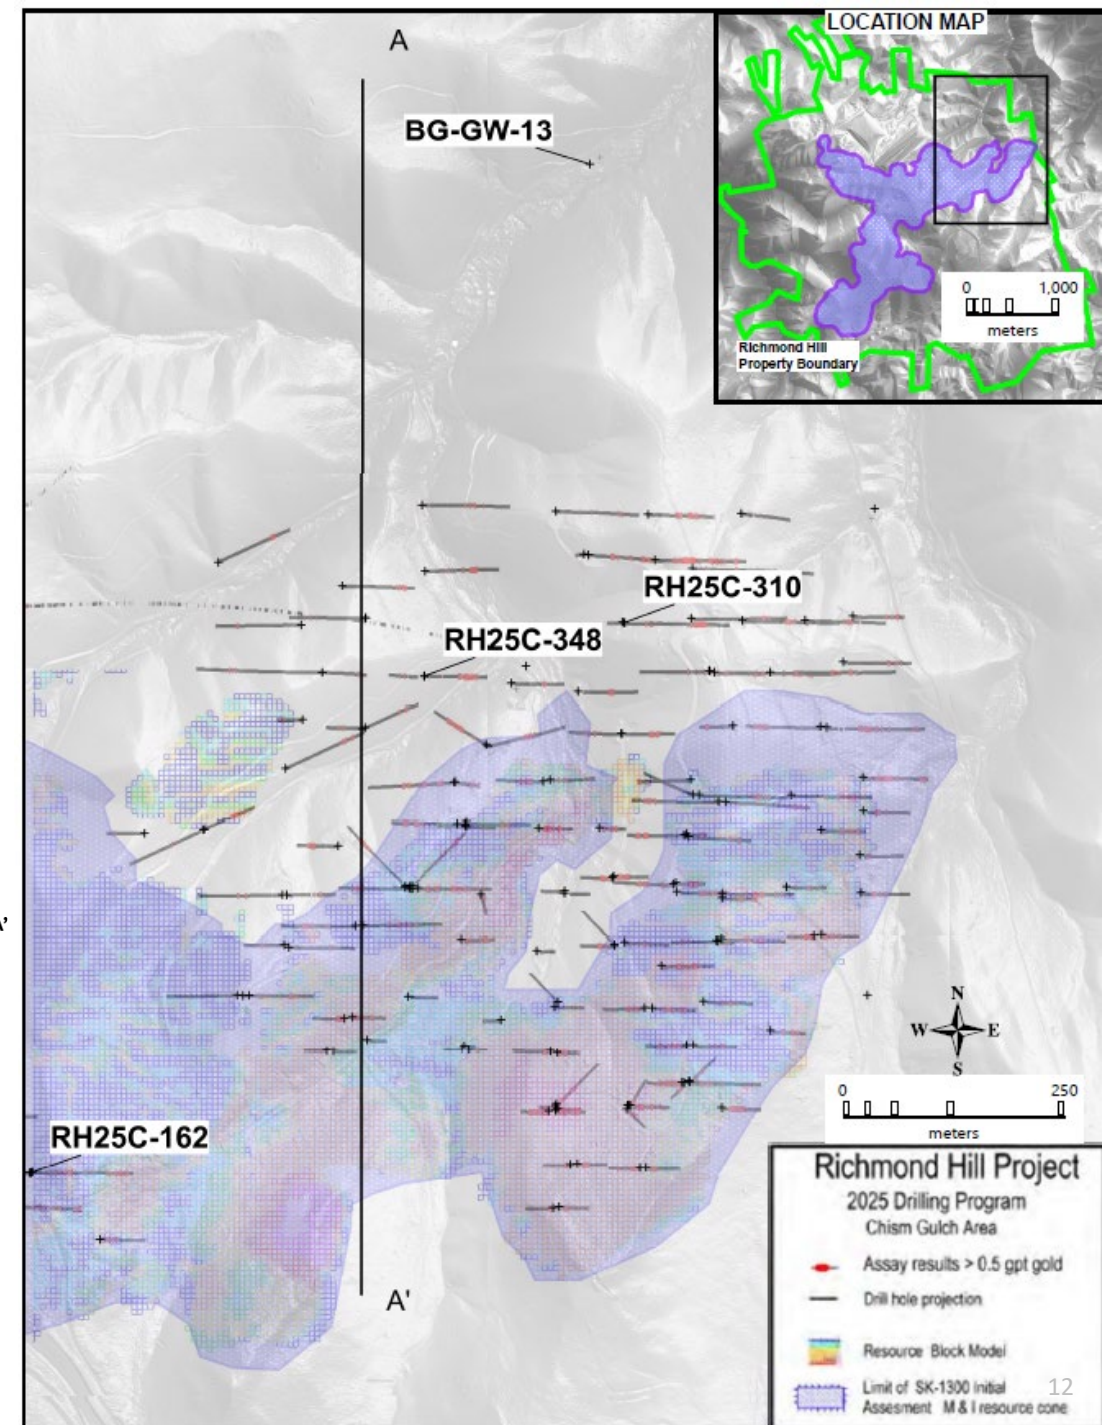 A
BG-GW-13
LOCATION MAP
0 1,000
meters
Richmond Hill
Property Boundary
RH25C-310
RH25C-348
A'
N
W E
S
0 250
meters
RH25C-162
A'
Richmond Hill Project
2025 Drilling Program
Chism Gulch Area
Assay results > 0.5 gpt gold
Drill hole projection
Resource Block Model
Limit of SK-1300 Initial
Assesment M & I resource cone
12